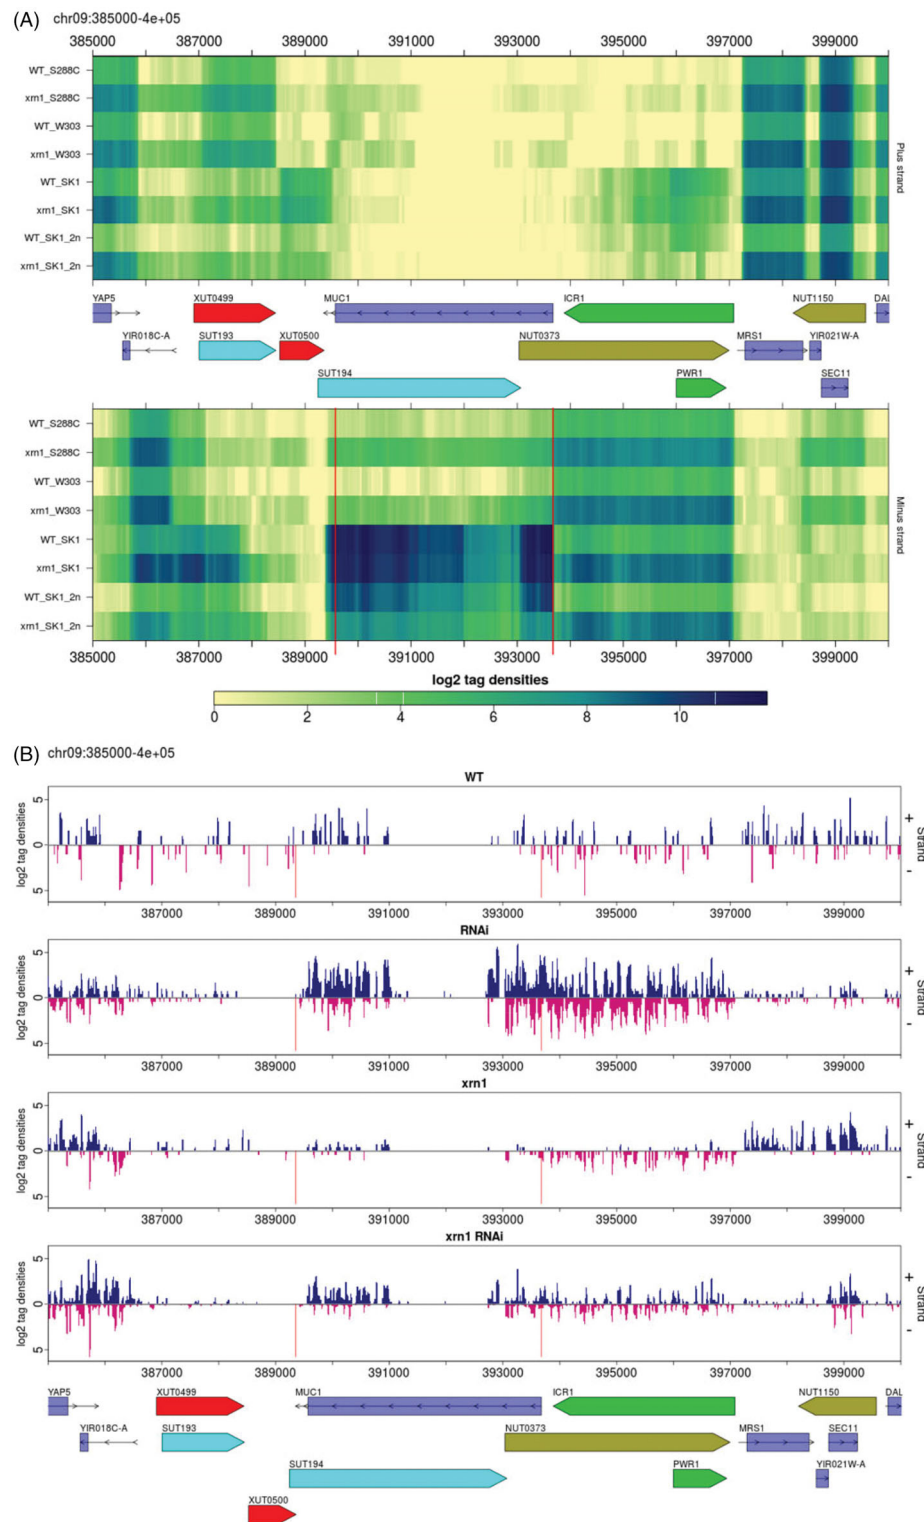 (A) chr09:385000-4e+05
385000 387000 389000 391000 393000 395000 397000 399000
WT_S288C
xrn1_S288C
WT_W303
xrn1_W303
WT_SK1
xrn1_SK1
WT_SK1_2n
xrn1_SK1_2n
Plus strand
YAP5 XUT0499 MUC1 ICR1 NUT1150 DAL
YIR018C-A SUT193 XUT0500 NUT0373 MRS1 YIR021W-A
SUT194 PWR1 SEC11
WT_S288C
xrn1_S288C
WT_W303
xrn1_W303
WT_SK1
xrn1_SK1
WT_SK1_2n
xrn1_SK1_2n
Minus strand
385000 387000 389000 391000 393000 395000 397000 399000
log2 tag densities
0 2 4 6 8 10
(B) chr09:385000-4e+05
WT
log2 tag densities
5 0 5
+ Strand -
387000 389000 391000 393000 395000 397000 399000
RNAi
log2 tag densities
5 0 5
+ Strand -
387000 389000 391000 393000 395000 397000 399000
xrn1
log2 tag densities
5 0 5
+ Strand -
387000 389000 391000 393000 395000 397000 399000
xrn1 RNAi
log2 tag densities
5 0 5
+ Strand -
387000 389000 391000 393000 395000 397000 399000
YAP5 XUT0499 MUC1 ICR1 NUT1150 DAL
YIR018C-A SUT193 NUT0373 MRS1 SEC11
SUT194 PWR1 YIR021W-A
XUT0500